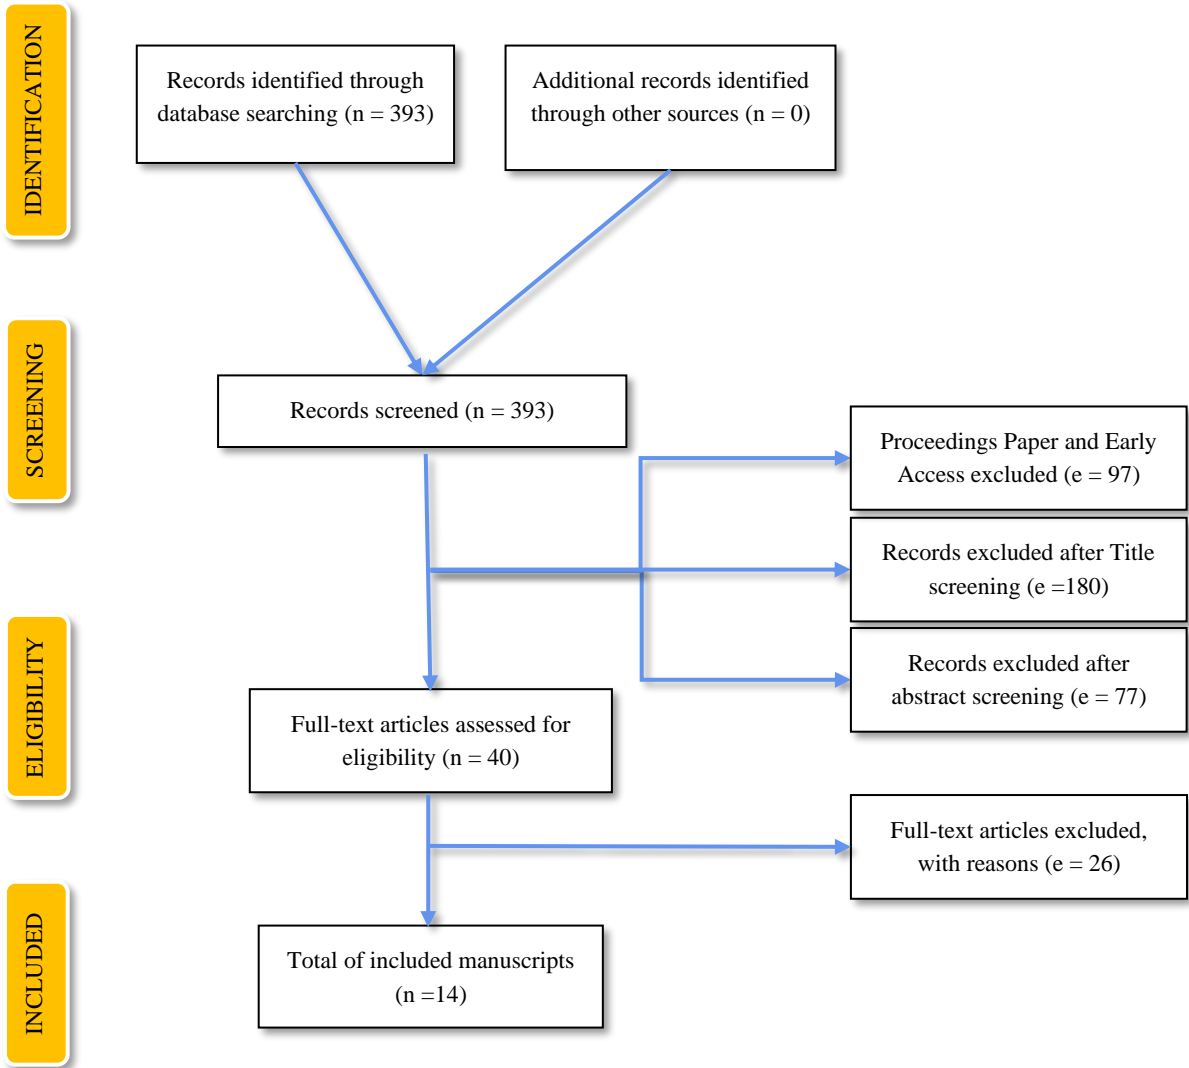 IDENTIFICATION
Records identified through
database searching (n = 393)
Additional records identified
through other sources (n = 0)
SCREENING
Records screened (n = 393)
Proceedings Paper and Early
Access excluded (e = 97)
Records excluded after Title
screening (e =180)
Records excluded after
abstract screening (e = 77)
ELIGIBILITY
Full-text articles assessed for
eligibility (n = 40)
Full-text articles excluded,
with reasons (e = 26)
INCLUDED
Total of included manuscripts
(n =14)